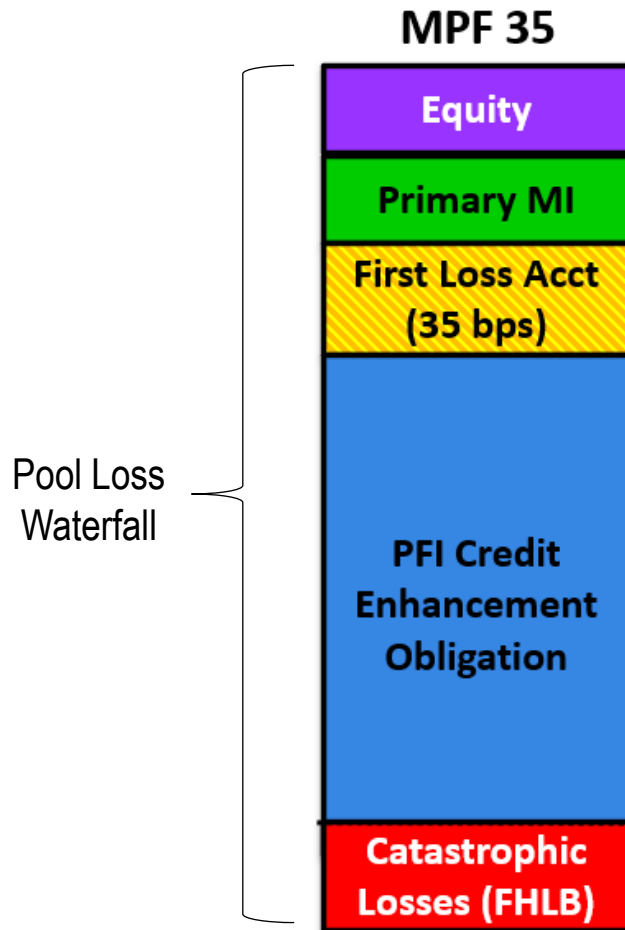 MPF 35
Equity
Primary MI
First Loss Acct
(35 bps)
Pool Loss
Waterfall
PFI Credit
Enhancement
Obligation
Catastrophic
Losses (FHLB)